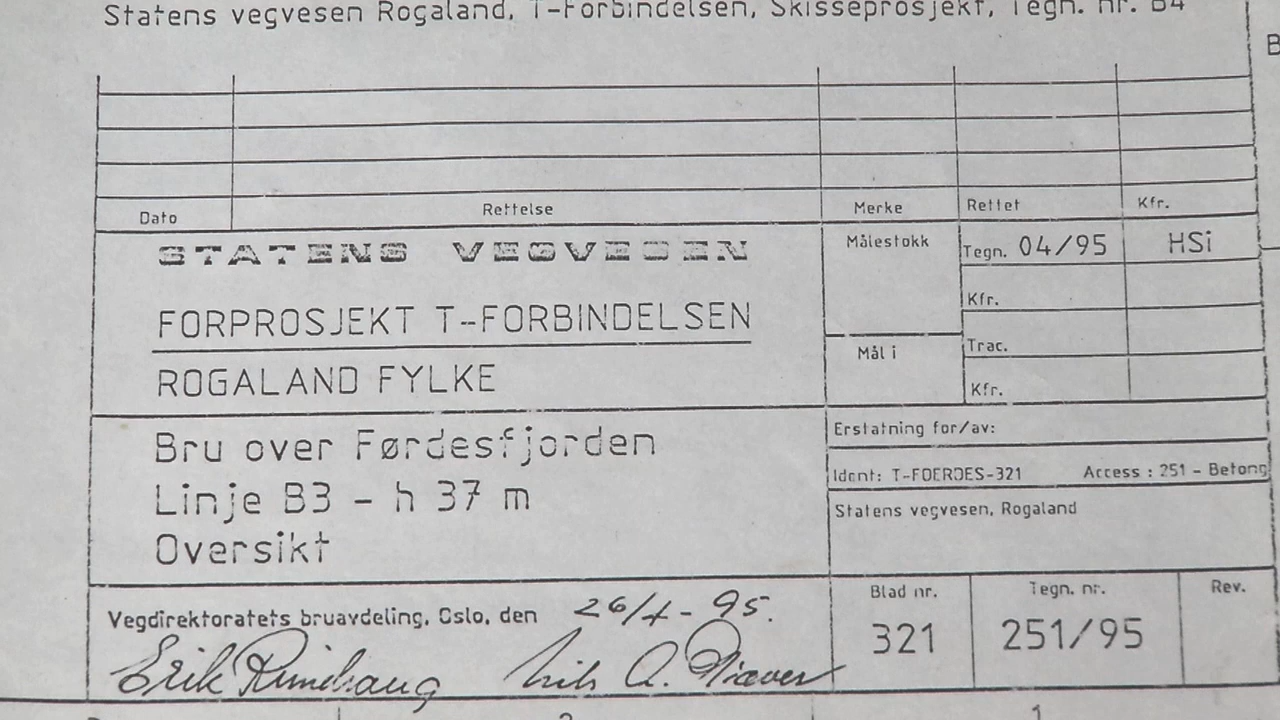 Statens vegvesen Rogaland, T-Forbindelsen, Skisseprosjekt, Tegn. nr. B4
Dato Rettelse Merke Rettet Kfr.
STATENS VEGVESEN
FORPROSJEKT T-FORBINDELSEN
ROGALAND FYLKE
Målestokk
Mål i
Tegn. 04/95 HSi
Kfr.
Trac.
Kfr.
Bru over Førdesfjorden
Linje B3 - h 37 m
Oversikt
Erstatning for/av:
Ident: T-FOERDES-321 Access : 251 - Betong
Statens vegvesen, Rogaland
Vegdirektoratets bruavdeling, Oslo, den 26/4-95.
Erik
Blad nr. Tegn. nr. Rev.
321 251/95
2 1